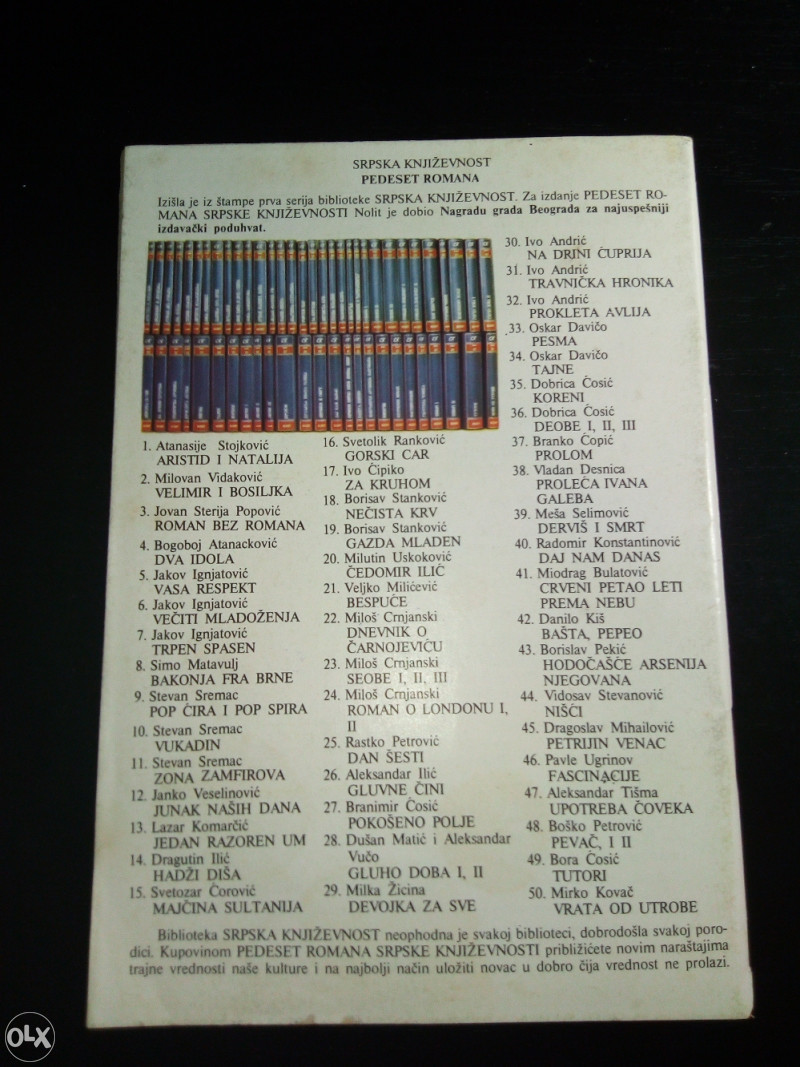 SRPSKA KNJIŽEVNOST
PEDESET ROMANA
Izišla je iz štampe prva serija biblioteke SRPSKA KNJIŽEVNOST. Za izdanje PEDESET RO-
MANA SRPSKE KNJIŽEVNOSTI Nolit je dobio Nagradu grada Beograda za najuspešniji
izdavački poduhvat.
1. Atanasije Stojković
ARISTID I NATALIJA
2. Milovan Vidaković
VELIMIR I BOSILJKA
3. Jovan Sterija Popović
ROMAN BEZ ROMANA
4. Bogoboj Atanacković
DVA IDOLA
5. Jakov Ignjatović
VASA RESPEKT
6. Jakov Ignjatović
VEČITI MLADOŽENJA
7. Jakov Ignjatović
TRPEN SPASEN
8. Simo Matavulj
BAKONJA FRA BRNE
9. Stevan Sremac
POP ĆIRA I POP SPIRA
10. Stevan Sremac
VUKADIN
11. Stevan Sremac
ZONA ZAMFIROVA
12. Janko Veselinović
JUNAK NAŠIH DANA
13. Lazar Komarčić
JEDAN RAZOREN UM
14. Dragutin Ilić
HADŽI DIŠA
15. Svetozar Ćorović
MAJČINA SULTANIJA
16. Svetolik Ranković
GORSKI CAR
17. Ivo Ćipiko
ZA KRUHOM
18. Borisav Stanković
NEČISTA KRV
19. Borisav Stanković
GAZDA MLADEN
20. Milutin Uskoković
ČEDOMIR ILIĆ
21. Veljko Milićević
BESPUĆE
22. Miloš Crnjanski
DNEVNIK O
ČARNOJEVIĆU
23. Miloš Crnjanski
SEOBE I, II, III
24. Miloš Crnjanski
ROMAN O LONDONU I,
II
25. Rastko Petrović
DAN ŠESTI
26. Aleksandar Ilić
GLUVNE ČINI
27. Branimir Ćosić
POKOŠENO POLJE
28. Dušan Matić i Aleksandar
Vučo
GLUHO DOBA I, II
29. Milka Žicina
DEVOJKA ZA SVE
30. Ivo Andrić
NA DRINI ĆUPRIJA
31. Ivo Andrić
TRAVNIČKA HRONIKA
32. Ivo Andrić
PROKLETA AVLIJA
33. Oskar Davičo
PESMA
34. Oskar Davičo
TAJNE
35. Dobrica Ćosić
KORENI
36. Dobrica Ćosić
DEOBE I, II, III
37. Branko Ćopić
PROLOM
38. Vladan Desnica
PROLEĆA IVANA
GALEBA
39. Meša Selimović
DERVIŠ I SMRT
40. Radomir Konstantinović
DAJ NAM DANAS
41. Miodrag Bulatović
CRVENI PETAO LETI
PREMA NEBU
42. Danilo Kiš
BAŠTA, PEPEO
43. Borislav Pekić
HODOČAŠĆE ARSENIJA
NJEGOVANA
44. Vidosav Stevanović
NIŠČI
45. Dragoslav Mihailović
PETRIJIN VENAC
46. Pavle Ugrinov
FASCINACIJE
47. Aleksandar Tišma
UPOTREBA ČOVEKA
48. Boško Petrović
PEVAČ, I II
49. Bora Ćosić
TUTORI
50. Mirko Kovač
VRATA OD UTROBE
Biblioteka SRPSKA KNJIŽEVNOST neophodna je svakoj biblioteci, dobrodošla svakoj poro-
dici. Kupovinom PEDESET ROMANA SRPSKE KNJIŽEVNOSTI približićete novim naraštajima
trajne vrednosti naše kulture i na najbolji način uložiti novac u dobro čija vrednost ne prolazi.
OLX